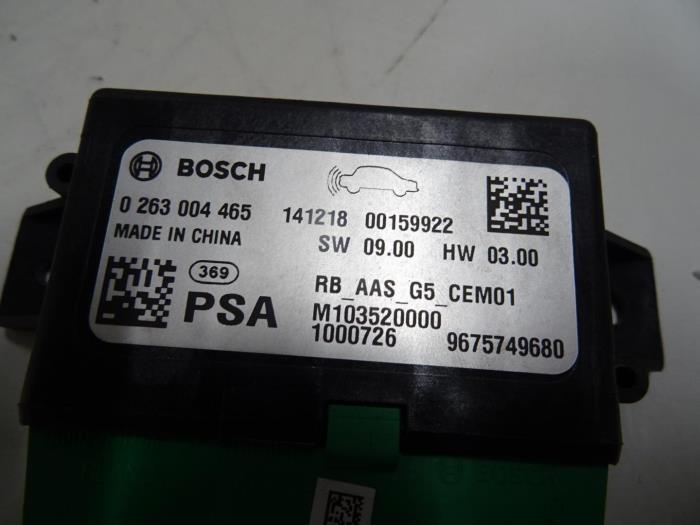 BOSCH
0 263 004 465 141218 00159922
MADE IN CHINA SW 09.00 HW 03.00
369 RB_AAS_G5_CEM01
PSA M103520000
1000726 9675749680
BOSCH